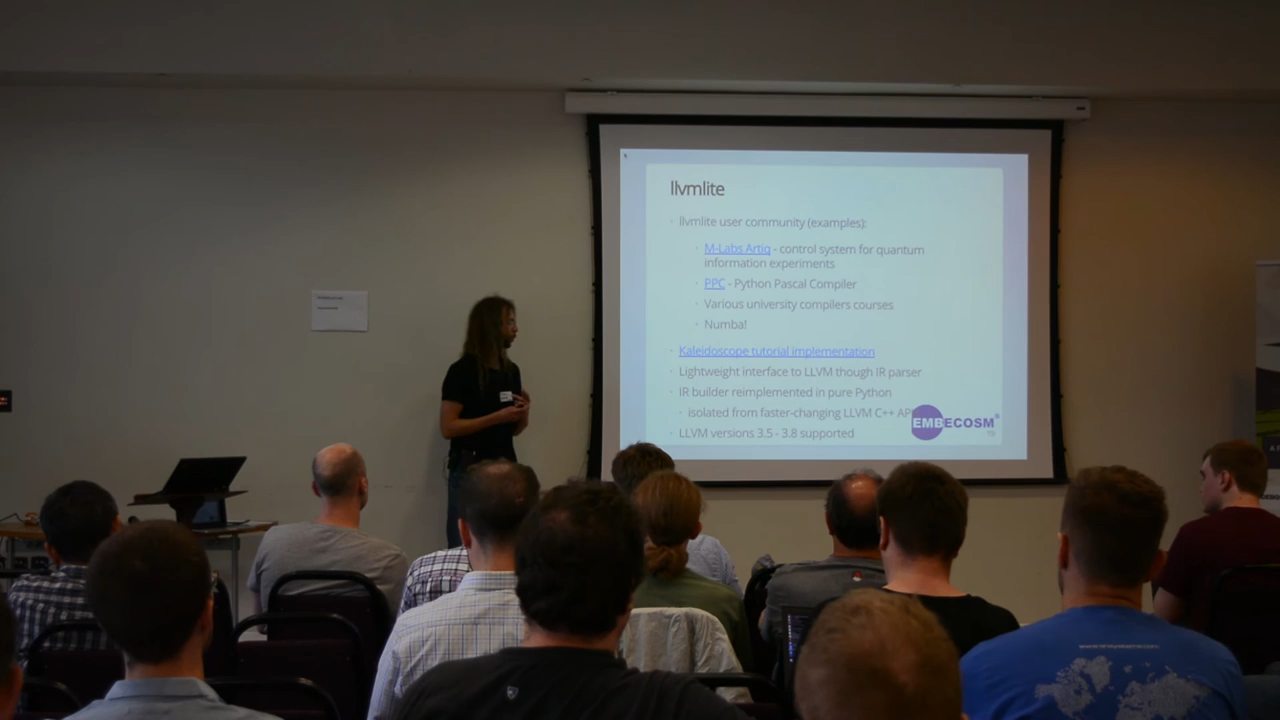 llvmlite
· llvmlite user community (examples):
· M-Labs Artiq - control system for quantum
information experiments
· PPC - Python Pascal Compiler
· Various university compilers courses
· Numba!
· Kaleidoscope tutorial implementation
· Lightweight interface to LLVM though IR parser
· IR builder reimplemented in pure Python
· isolated from faster-changing LLVM C++ API
· LLVM versions 3.5 - 3.8 supported
EMBECOSM®